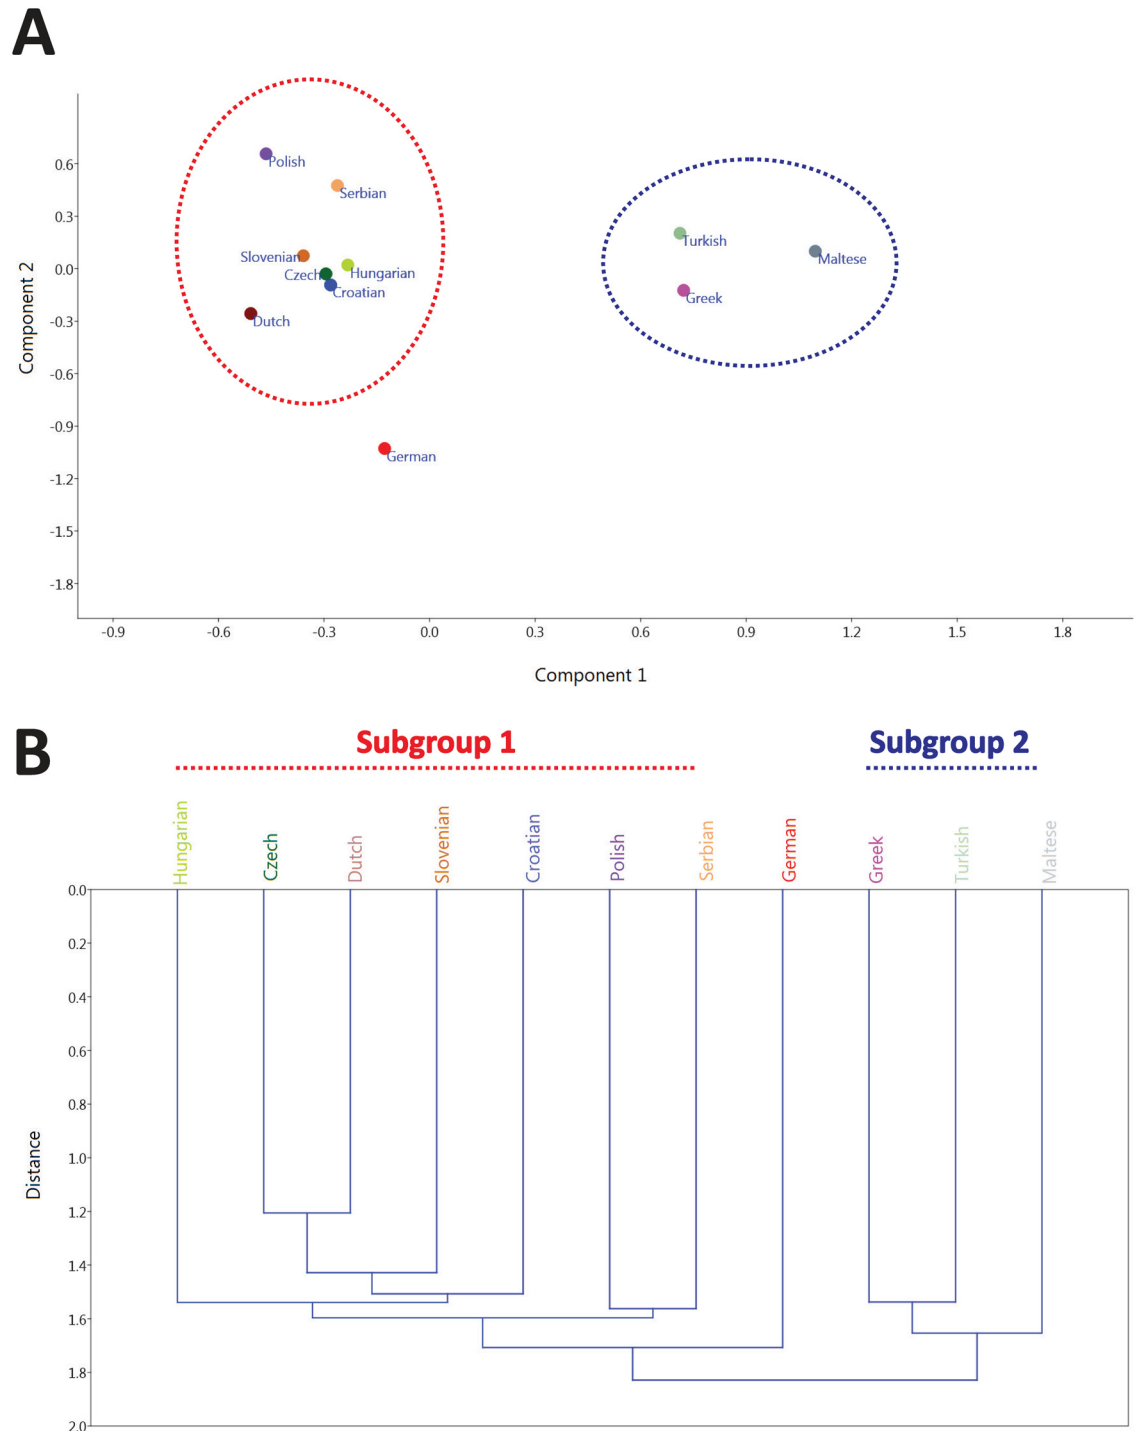 A
Component 2
0.6
0.3
0.0
-0.3
-0.6
-0.9
-1.2
-1.5
-1.8
Polish
Serbian
Slovenian
Czech
Hungarian
Croatian
Dutch
German
Turkish
Maltese
Greek
-0.9 -0.6 -0.3 0.0 0.3 0.6 0.9 1.2 1.5 1.8
Component 1
B
Subgroup 1 Subgroup 2
Hungarian Czech Dutch Slovenian Croatian Polish Serbian German Greek Turkish Maltese
Distance
0.0
0.2
0.4
0.6
0.8
1.0
1.2
1.4
1.6
1.8
2.0